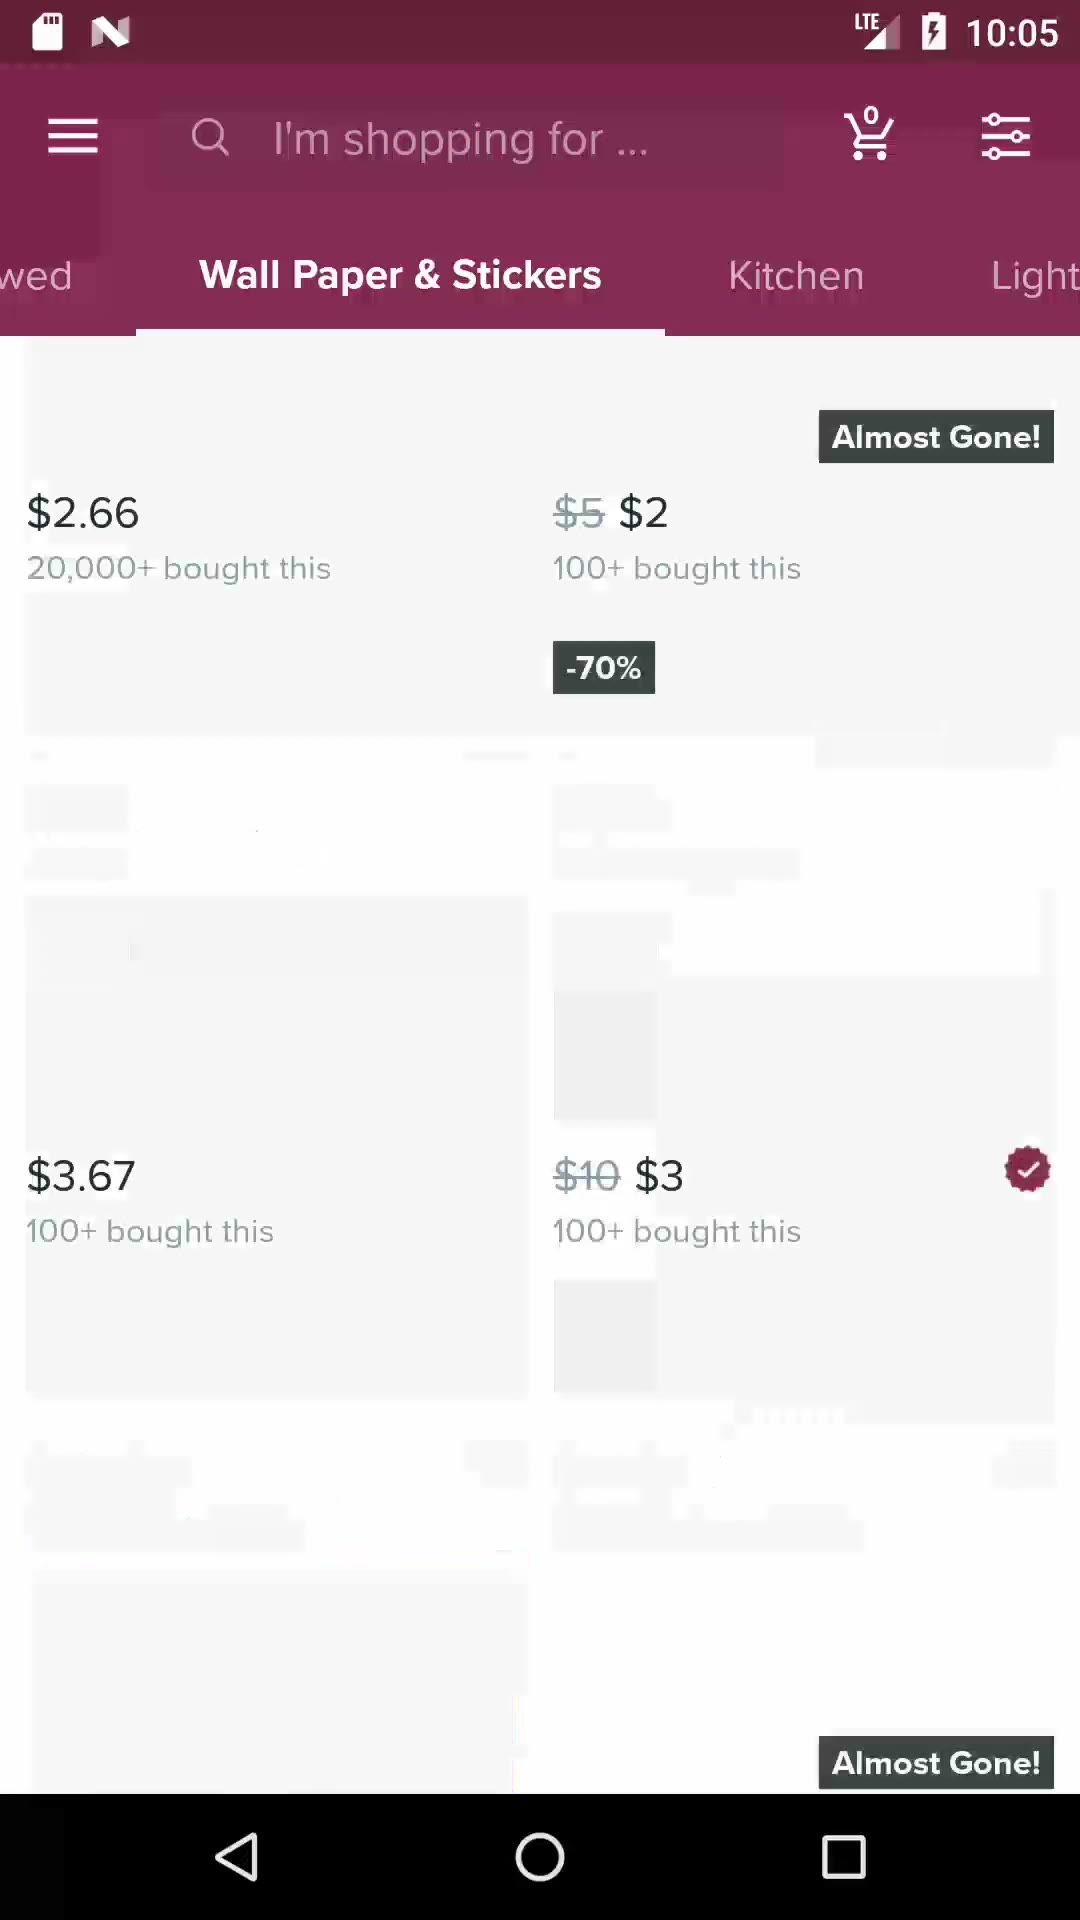 LTE 10:05
I'm shopping for ... 0
wed Wall Paper & Stickers Kitchen Light
Almost Gone!
$2.66 $5 $2
20,000+ bought this 100+ bought this
-70%
$3.67 $10 $3
100+ bought this 100+ bought this
Almost Gone!